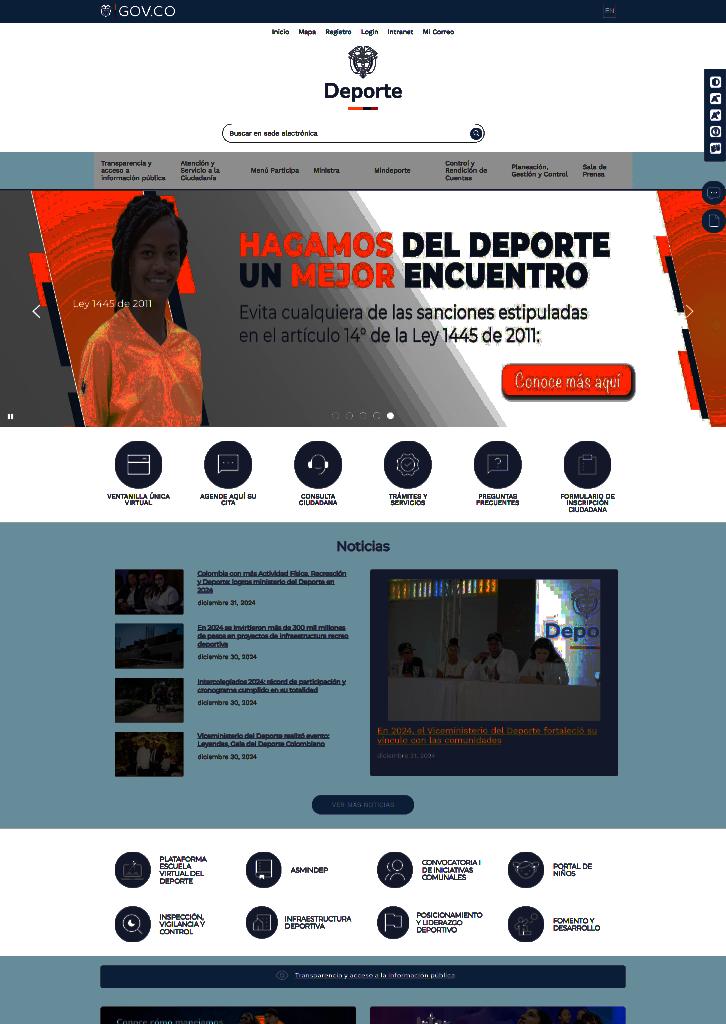 GOV.CO
EN
Inicio Mapa Registro Login Intranet Mi Correo
Deporte
Buscar en sede electrónica
Transparencia y
acceso a
información pública
Atención y
Servicio a la
Ciudadanía
Menú Participa
Ministra
Mindeporte
Control y
Rendición de
Cuentas
Planeación,
Gestión y Control
Sala de
Prensa
HAGAMOS DEL DEPORTE
UN MEJOR ENCUENTRO
Ley 1445 de 2011
Evita cualquiera de las sanciones estipuladas
en el artículo 14° de la Ley 1445 de 2011:
Conoce más aquí
VENTANILLA ÚNICA
VIRTUAL
AGENDE AQUÍ SU
CITA
CONSULTA
CIUDADANA
TRÁMITES Y
SERVICIOS
PREGUNTAS
FRECUENTES
FORMULARIO DE
INSCRIPCIÓN
CIUDADANA
Noticias
Colombia con más Actividad Física, Recreación
y Deporte: logros ministerio del Deporte en
2024
diciembre 31, 2024
En 2024 se invirtieron más de 300 mil millones
de pesos en proyectos de infraestructura recreo
deportiva
diciembre 30, 2024
Intercolegiados 2024: récord de participación y
cronograma cumplido en su totalidad
diciembre 30, 2024
Viceministerio del Deporte realizó evento:
Leyendas, Gala del Deporte Colombiano
diciembre 30, 2024
Depo
En 2024, el Viceministerio del Deporte fortaleció su
vínculo con las comunidades
diciembre 31, 2024
VER MÁS NOTICIAS
PLATAFORMA
ESCUELA
VIRTUAL DEL
DEPORTE
ASMINDEP
CONVOCATORIA I
DE INICIATIVAS
COMUNALES
PORTAL DE
NIÑOS
INSPECCIÓN,
VIGILANCIA Y
CONTROL
INFRAESTRUCTURA
DEPORTIVA
POSICIONAMIENTO
Y LIDERAZGO
DEPORTIVO
FOMENTO Y
DESARROLLO
Transparencia y acceso a la información pública
Conoce cómo manejamos